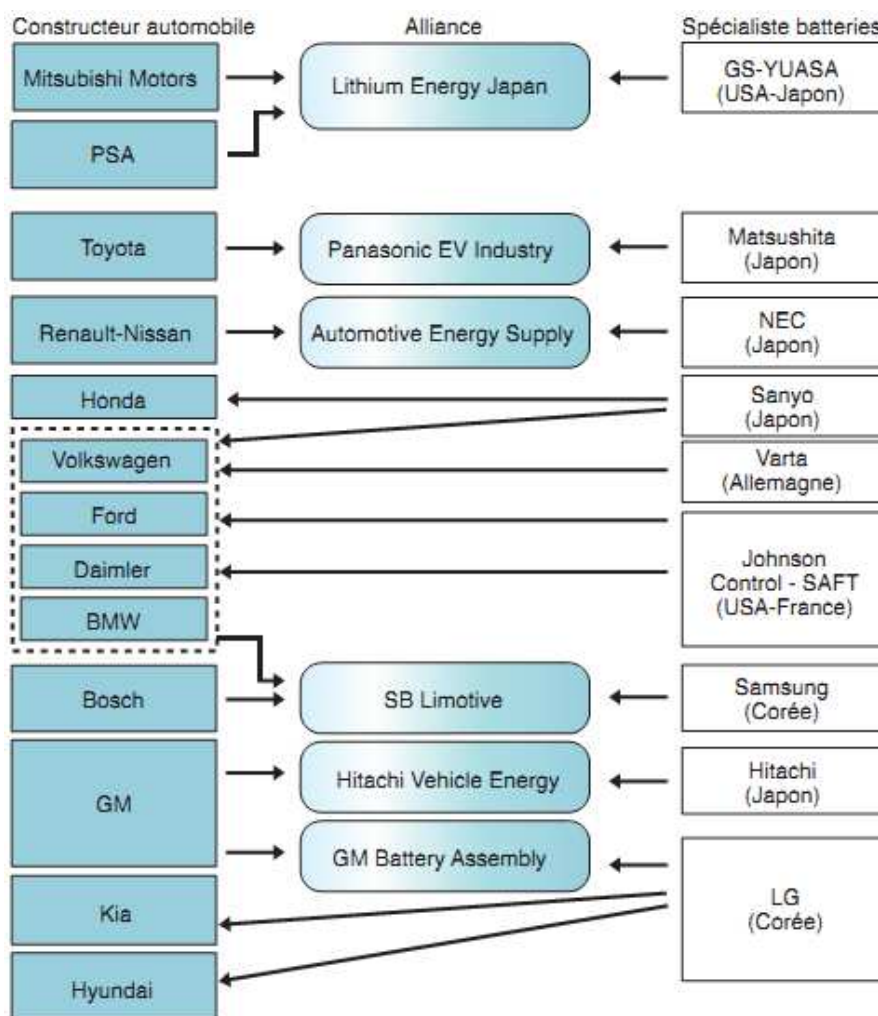 Constructeur automobile
Alliance
Spécialiste batteries
Mitsubishi Motors
Lithium Energy Japan
GS-YUASA
(USA-Japon)
PSA
Toyota
Panasonic EV Industry
Matsushita
(Japon)
Renault-Nissan
Automotive Energy Supply
NEC
(Japon)
Honda
Sanyo
(Japon)
Volkswagen
Varta
(Allemagne)
Ford
Daimler
BMW
Johnson
Control - SAFT
(USA-France)
Bosch
SB Limotive
Samsung
(Corée)
GM
Hitachi Vehicle Energy
Hitachi
(Japon)
GM Battery Assembly
LG
(Corée)
Kia
Hyundai